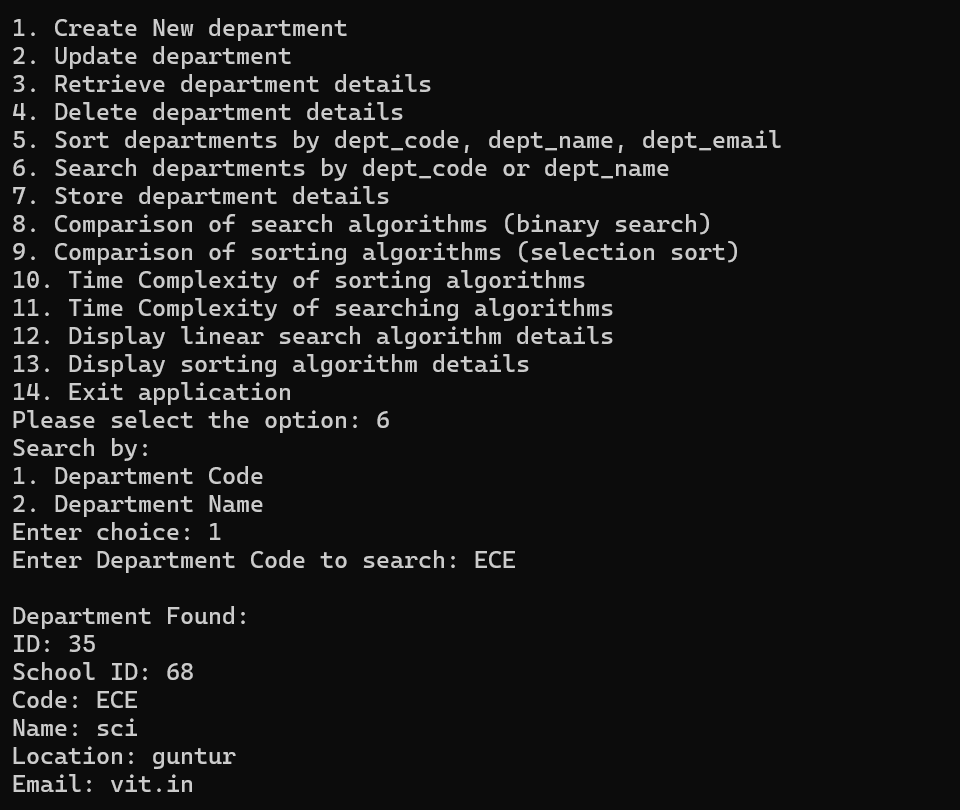 1. Create New department
2. Update department
3. Retrieve department details
4. Delete department details
5. Sort departments by dept_code, dept_name, dept_email
6. Search departments by dept_code or dept_name
7. Store department details
8. Comparison of search algorithms (binary search)
9. Comparison of sorting algorithms (selection sort)
10. Time Complexity of sorting algorithms
11. Time Complexity of searching algorithms
12. Display linear search algorithm details
13. Display sorting algorithm details
14. Exit application
Please select the option: 6
Search by:
1. Department Code
2. Department Name
Enter choice: 1
Enter Department Code to search: ECE
Department Found:
ID: 35
School ID: 68
Code: ECE
Name: sci
Location: guntur
Email: vit.in